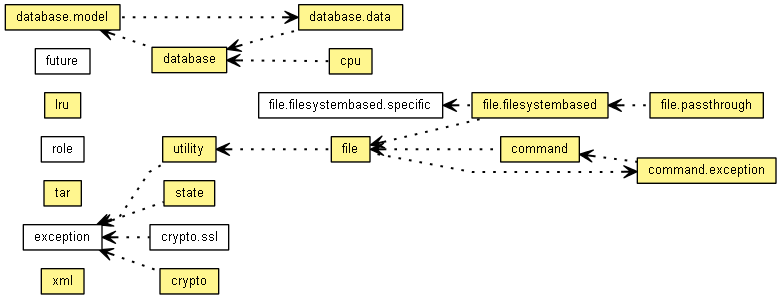 database.model
database.data
database
future
cpu
lru
file.filesystembased.specific
file.filesystembased
file.passthrough
role
utility
file
command
command.exception
tar
state
exception
crypto.ssl
xml
crypto